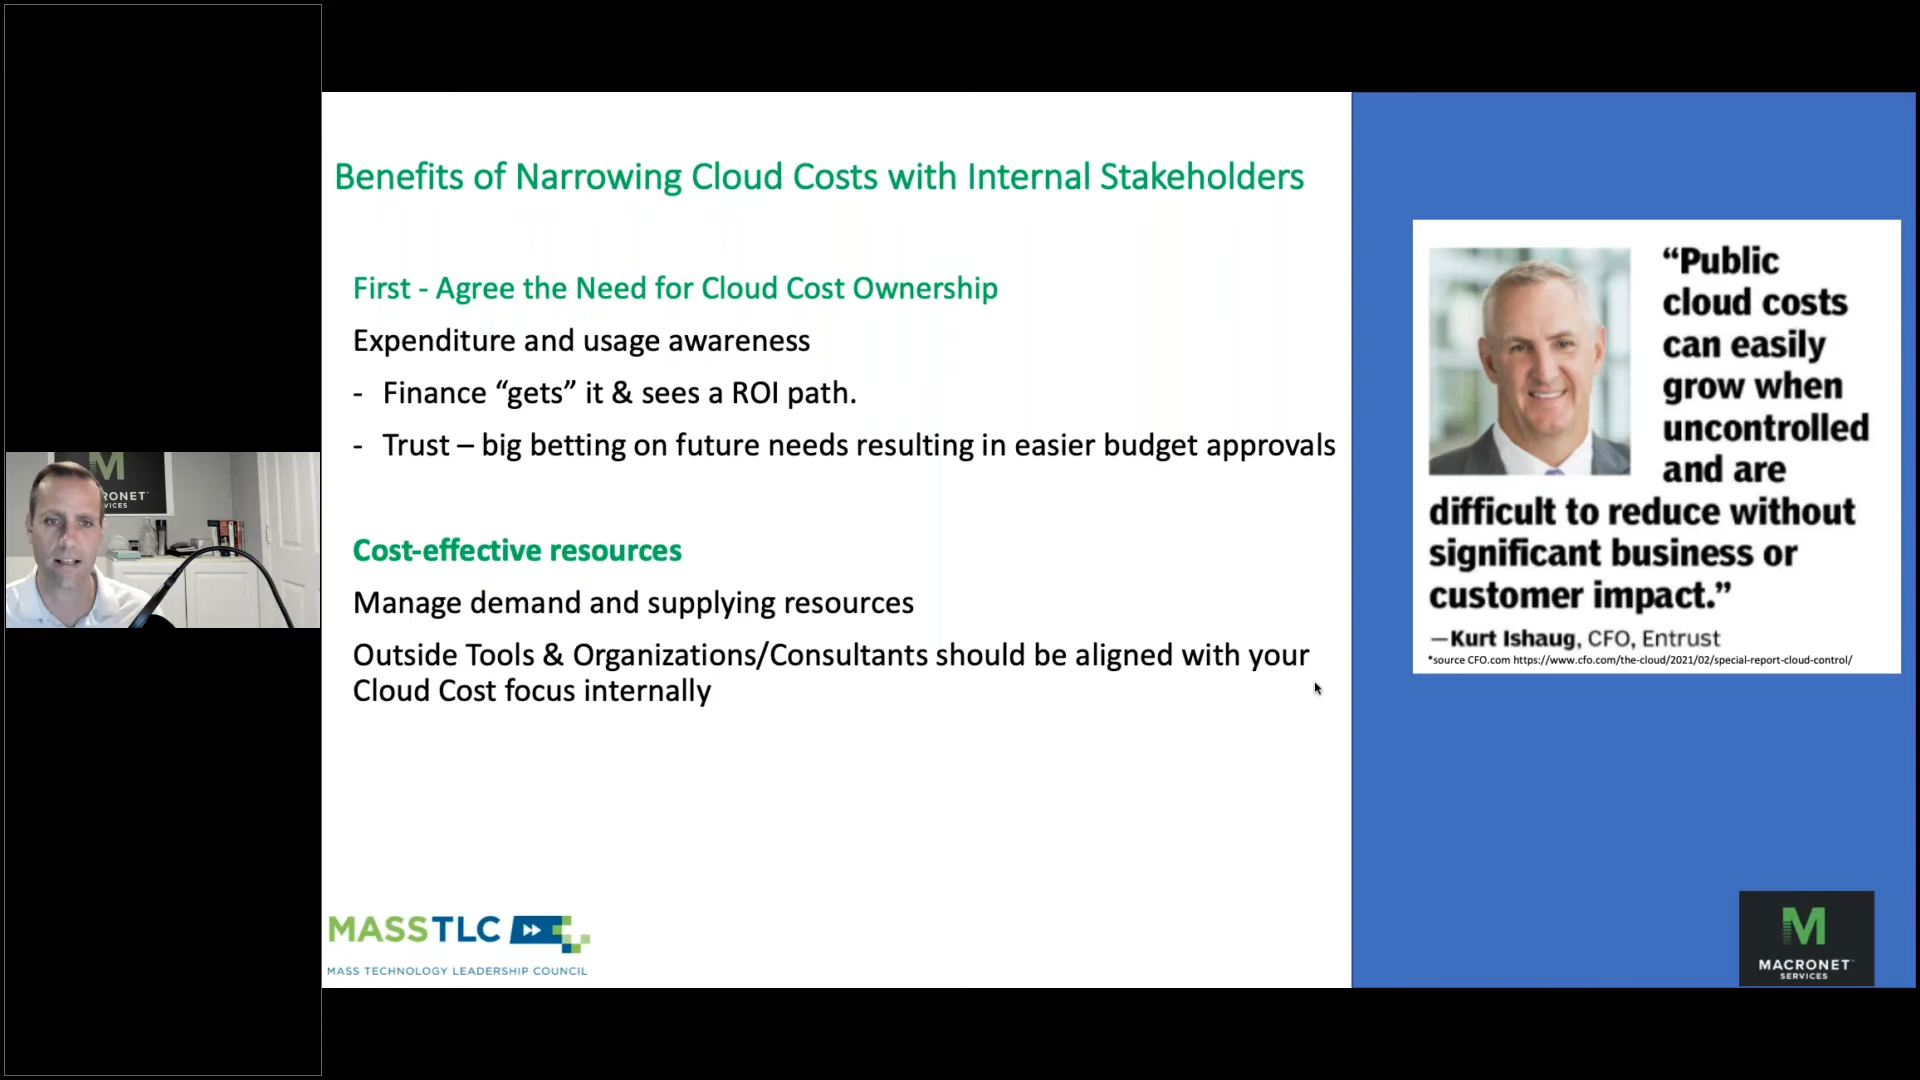 Benefits of Narrowing Cloud Costs with Internal Stakeholders
First - Agree the Need for Cloud Cost Ownership
Expenditure and usage awareness
- Finance “gets” it & sees a ROI path.
- Trust – big betting on future needs resulting in easier budget approvals
Cost-effective resources
Manage demand and supplying resources
Outside Tools & Organizations/Consultants should be aligned with your
Cloud Cost focus internally
MASSTLC
MASS TECHNOLOGY LEADERSHIP COUNCIL
“Public
cloud costs
can easily
grow when
uncontrolled
and are
difficult to reduce without
significant business or
customer impact.”
—Kurt Ishaug, CFO, Entrust
*source CFO.com https://www.cfo.com/the-cloud/2021/02/special-report-cloud-control/
M
MACRONET
SERVICES
M
RONET
VICES